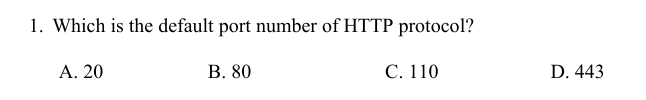 1. Which is the default port number of HTTP protocol?
A. 20 B. 80 C. 110 D. 443